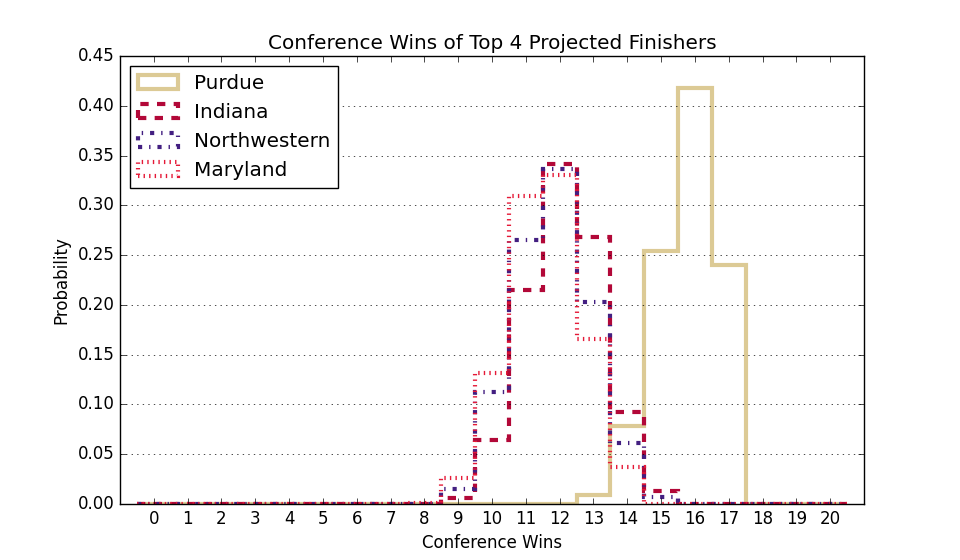 Conference Wins of Top 4 Projected Finishers
0.45
0.40
0.35
0.30
0.25
0.20
0.15
0.10
0.05
0.00
Probability
Purdue
Indiana
Northwestern
Maryland
0 1 2 3 4 5 6 7 8 9 10 11 12 13 14 15 16 17 18 19 20
Conference Wins